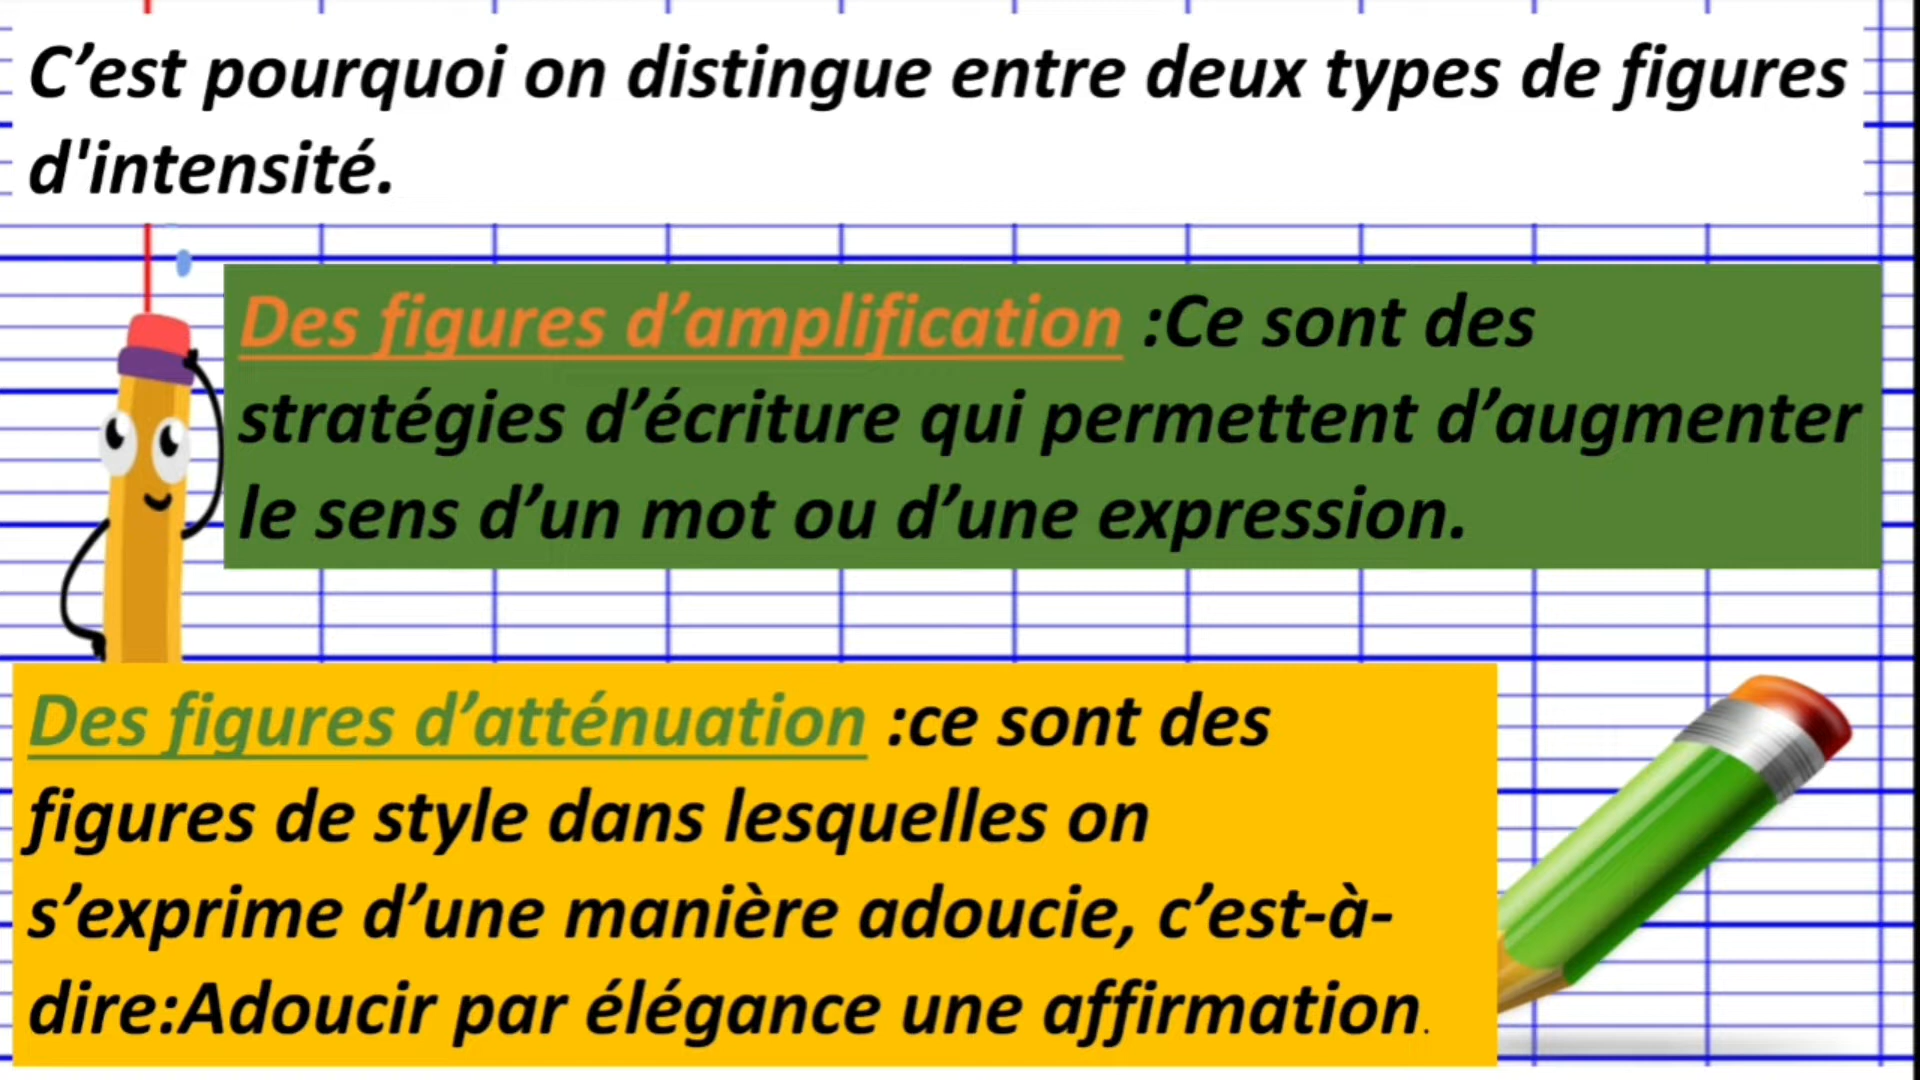 C’est pourquoi on distingue entre deux types de figures
d'intensité.
Des figures d’amplification :Ce sont des
stratégies d’écriture qui permettent d’augmenter
le sens d’un mot ou d’une expression.
Des figures d’atténuation :ce sont des
figures de style dans lesquelles on
s’exprime d’une manière adoucie, c’est-à-
dire:Adoucir par élégance une affirmation.